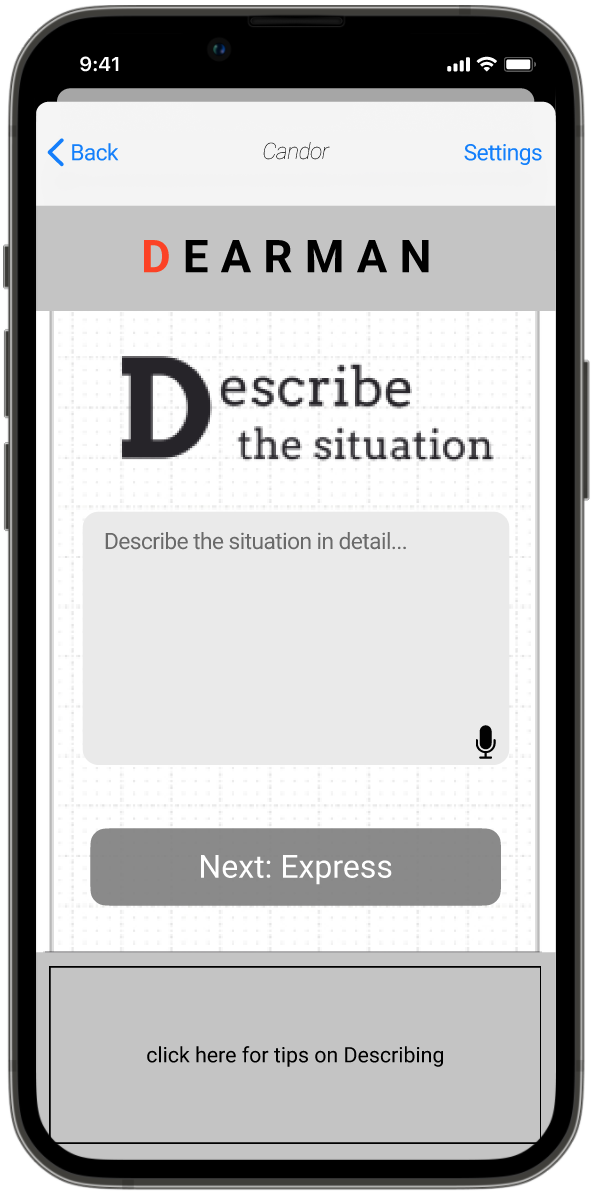 9:41
Back Candor Settings
DEARMAN
Describe
the situation
Describe the situation in detail...
Next: Express
click here for tips on Describing